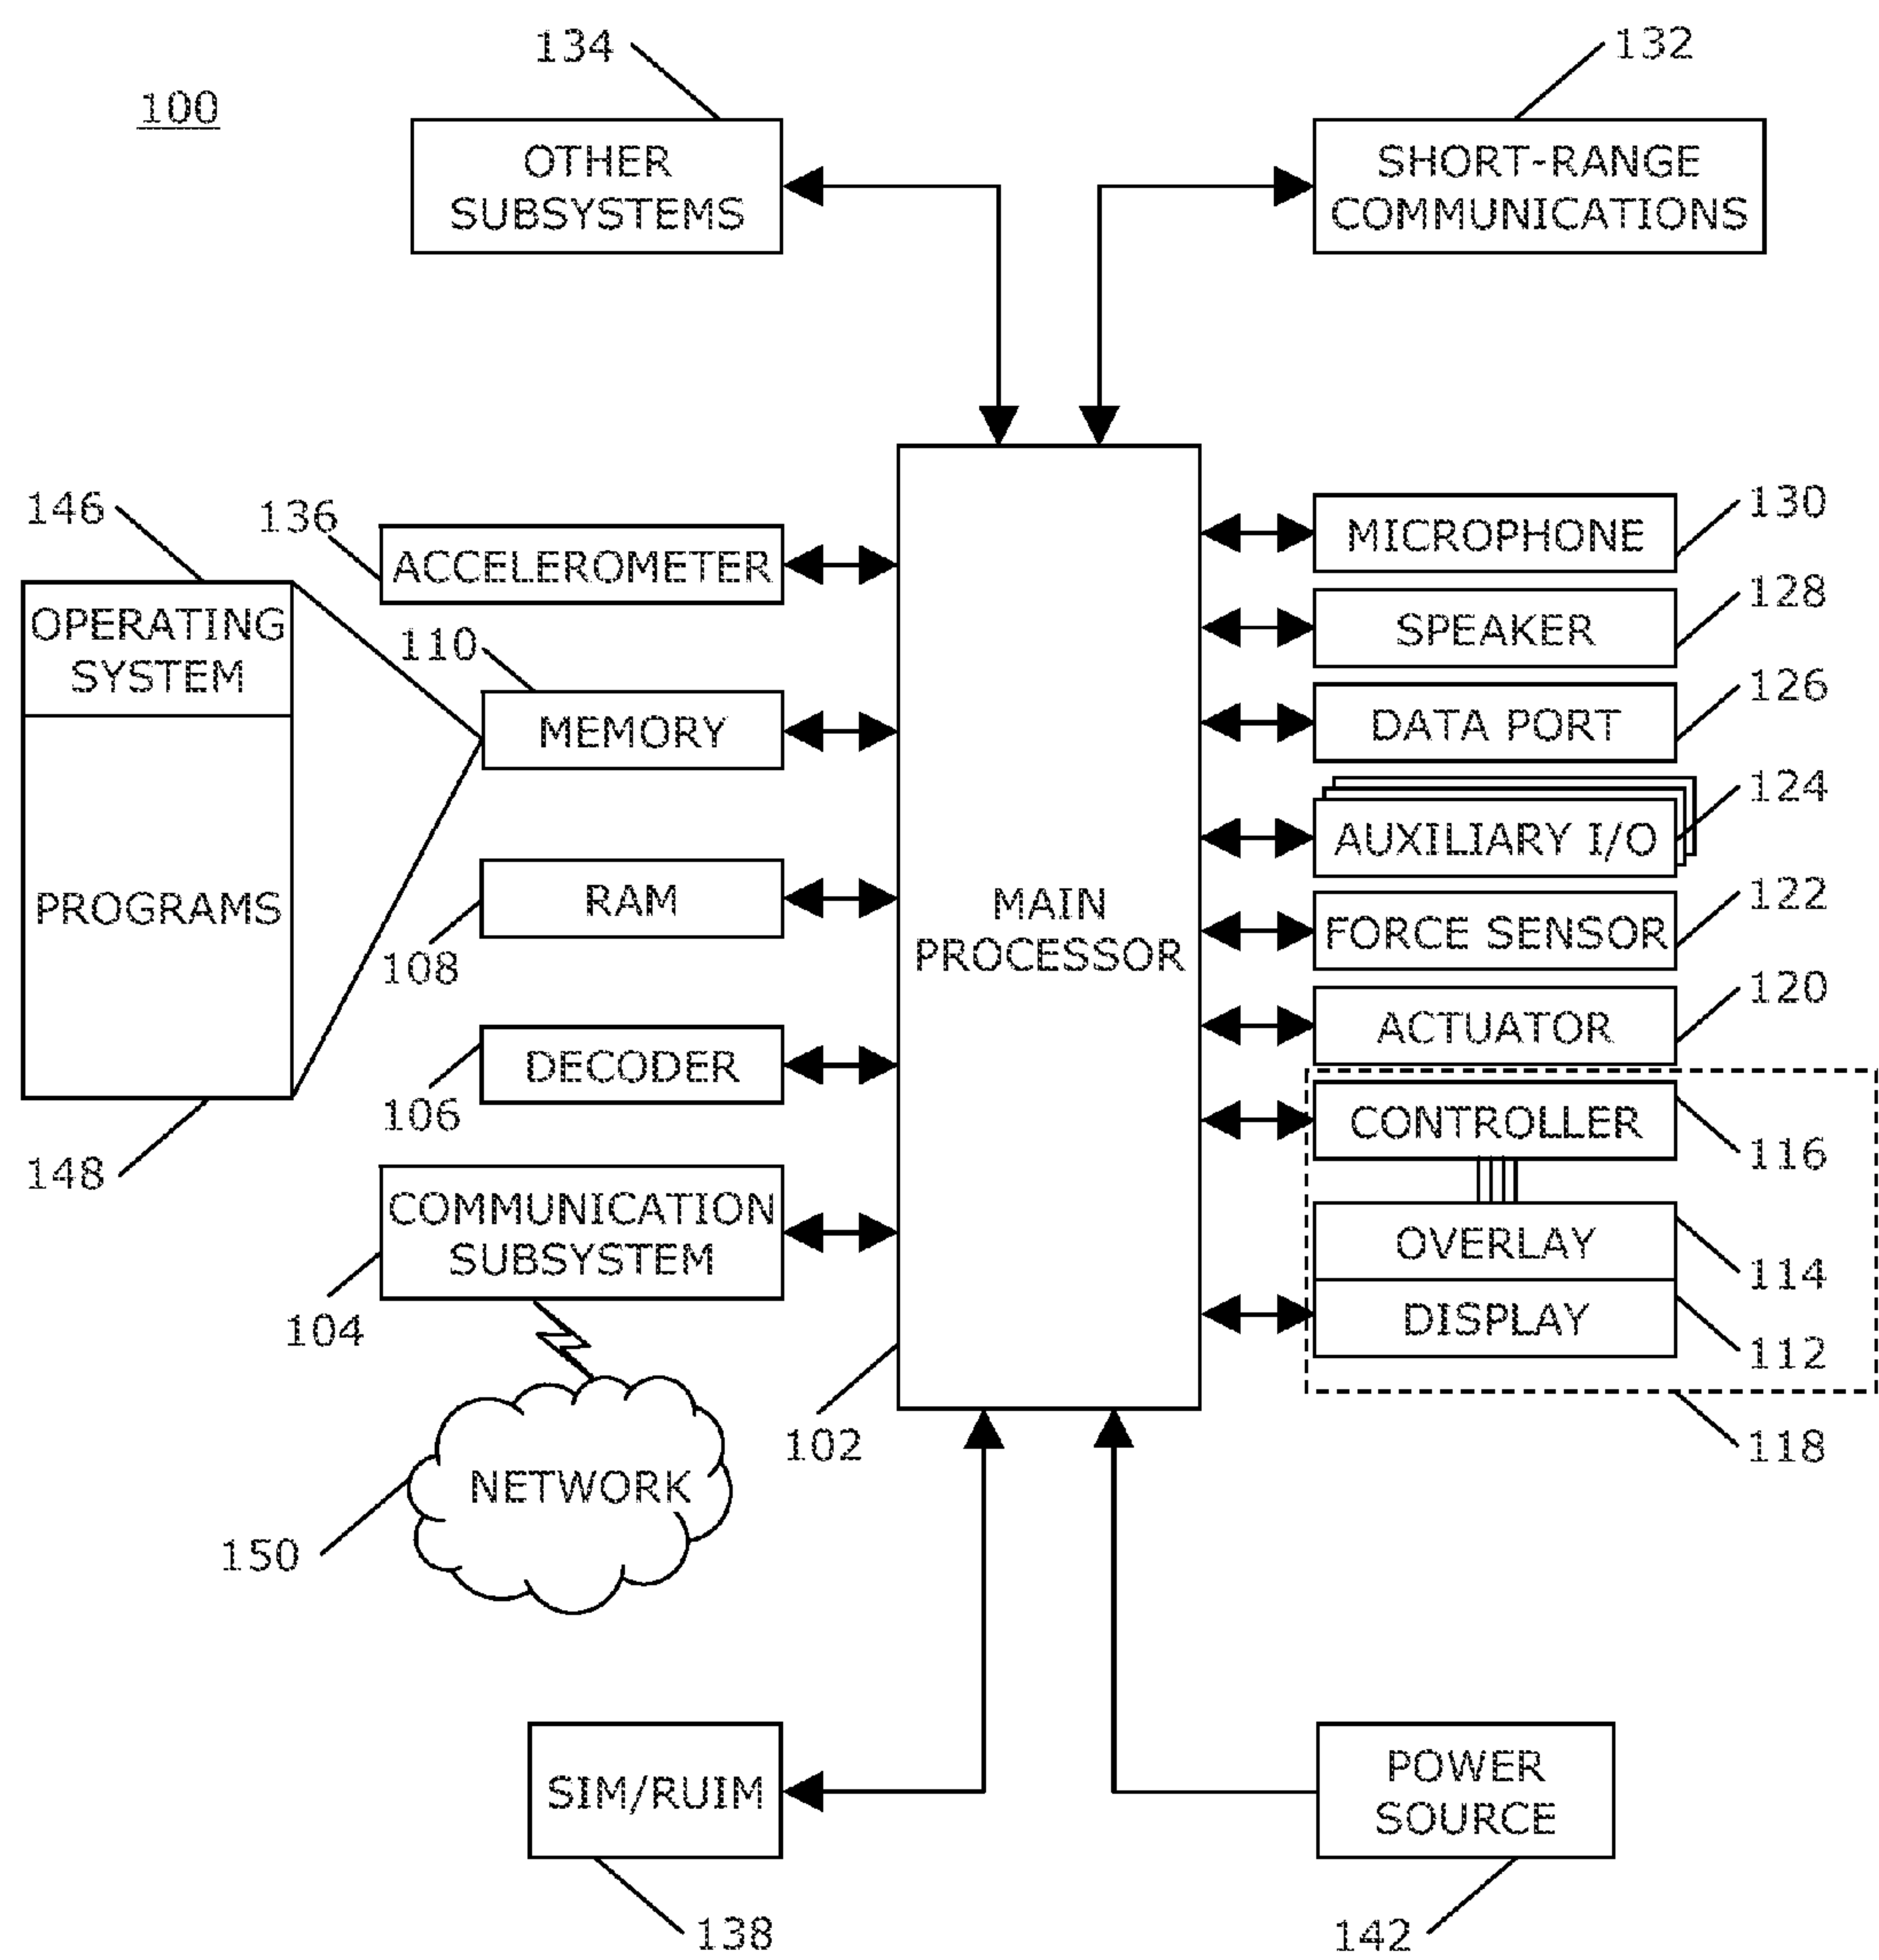 134
132
100
OTHER
SUBSYSTEMS
SHORT-RANGE
COMMUNICATIONS
146
136
ACCELEROMETER
MICROPHONE
130
OPERATING
SYSTEM
110
SPEAKER
128
MEMORY
DATA PORT
126
PROGRAMS
RAM
108
MAIN
PROCESSOR
AUXILIARY I/O
124
FORCE SENSOR
122
DECODER
106
ACTUATOR
120
148
CONTROLLER
116
COMMUNICATION
SUBSYSTEM
104
OVERLAY
114
DISPLAY
112
102
118
NETWORK
150
SIM/RUIM
POWER
SOURCE
138
142